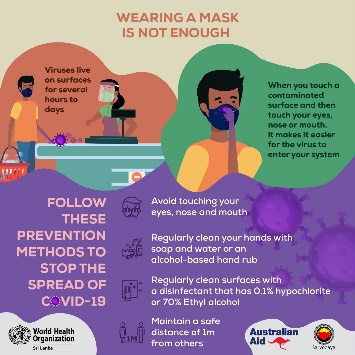 WEARING A MASK
IS NOT ENOUGH
Viruses live
on surfaces
for several
hours to
days
When you touch a
contaminated
surface and then
touch your eyes,
nose or mouth.
It makes it easier
for the virus to
enter your system
FOLLOW
THESE
PREVENTION
METHODS TO
STOP THE
SPREAD OF
COVID-19
Avoid touching your
eyes, nose and mouth
Regularly clean your hands with
soap and water or an
alcohol-based hand rub
Regularly clean surfaces with
a disinfectant that has 0.1% hypochlorite
or 70% Ethyl alcohol
1M
Maintain a safe
distance of 1m
from others
World Health
Organization
Sri Lanka
Australian
Aid
Sarvodaya